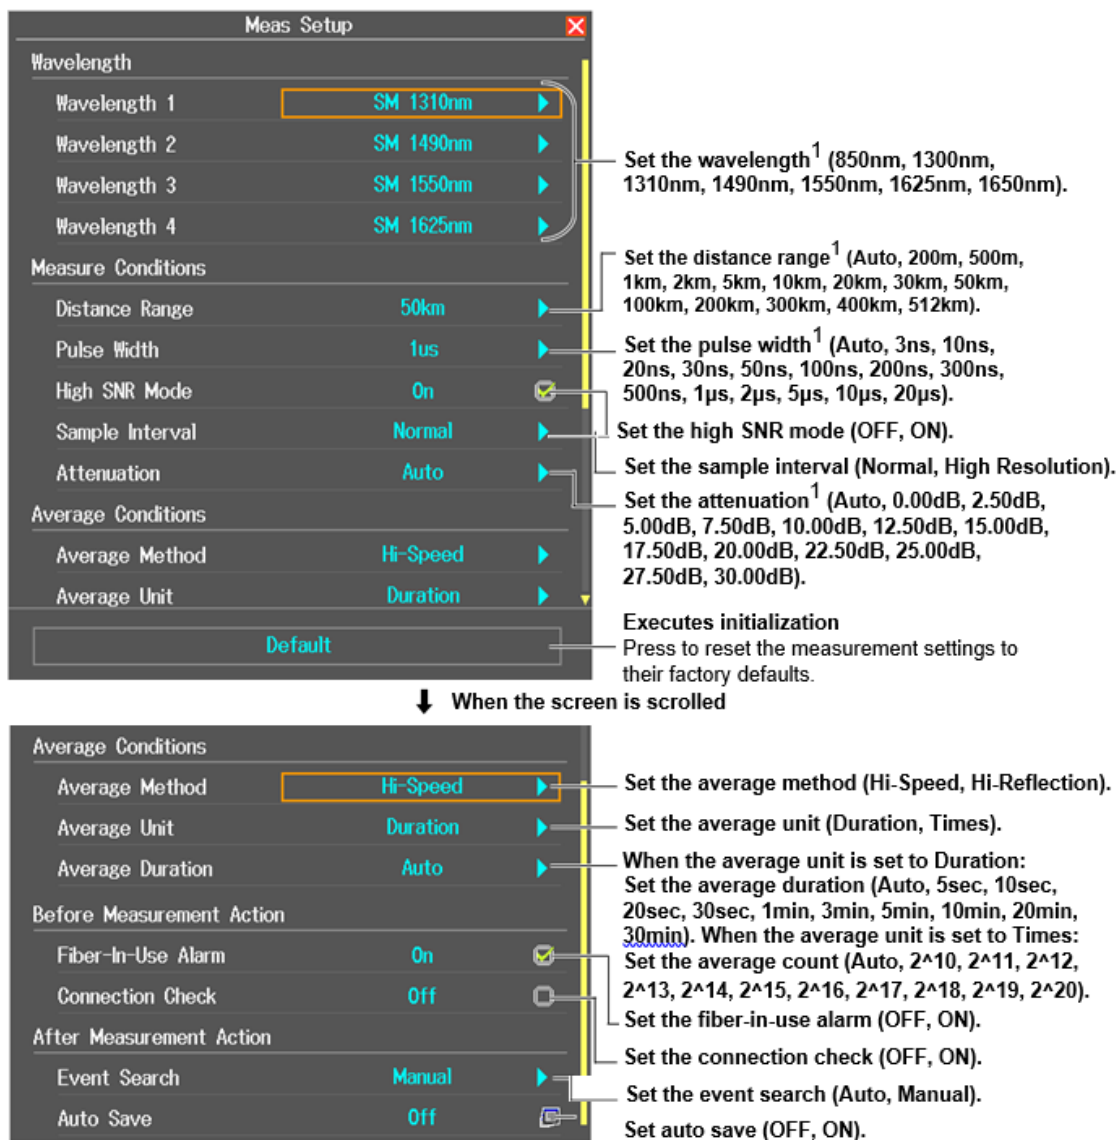 Meas Setup
Wavelength
Wavelength 1 SM 1310nm
Wavelength 2 SM 1490nm
Wavelength 3 SM 1550nm
Wavelength 4 SM 1625nm
Set the wavelength1 (850nm, 1300nm,
1310nm, 1490nm, 1550nm, 1625nm, 1650nm).
Measure Conditions
Distance Range 50km
Pulse Width 1us
High SNR Mode On
Sample Interval Normal
Attenuation Auto
Set the distance range1 (Auto, 200m, 500m,
1km, 2km, 5km, 10km, 20km, 30km, 50km,
100km, 200km, 300km, 400km, 512km).
Set the pulse width1 (Auto, 3ns, 10ns,
20ns, 30ns, 50ns, 100ns, 200ns, 300ns,
500ns, 1µs, 2µs, 5µs, 10µs, 20µs).
Set the high SNR mode (OFF, ON).
Set the sample interval (Normal, High Resolution).
Set the attenuation1 (Auto, 0.00dB, 2.50dB,
5.00dB, 7.50dB, 10.00dB, 12.50dB, 15.00dB,
17.50dB, 20.00dB, 22.50dB, 25.00dB,
27.50dB, 30.00dB).
Average Conditions
Average Method Hi-Speed
Average Unit Duration
Default
Executes initialization
Press to reset the measurement settings to
their factory defaults.
When the screen is scrolled
Average Conditions
Average Method Hi-Speed
Average Unit Duration
Average Duration Auto
Set the average method (Hi-Speed, Hi-Reflection).
Set the average unit (Duration, Times).
When the average unit is set to Duration:
Set the average duration (Auto, 5sec, 10sec,
20sec, 30sec, 1min, 3min, 5min, 10min, 20min,
30min). When the average unit is set to Times:
Set the average count (Auto, 2^10, 2^11, 2^12,
2^13, 2^14, 2^15, 2^16, 2^17, 2^18, 2^19, 2^20).
Before Measurement Action
Fiber-In-Use Alarm On
Connection Check Off
Set the fiber-in-use alarm (OFF, ON).
Set the connection check (OFF, ON).
After Measurement Action
Event Search Manual
Auto Save Off
Set the event search (Auto, Manual).
Set auto save (OFF, ON).